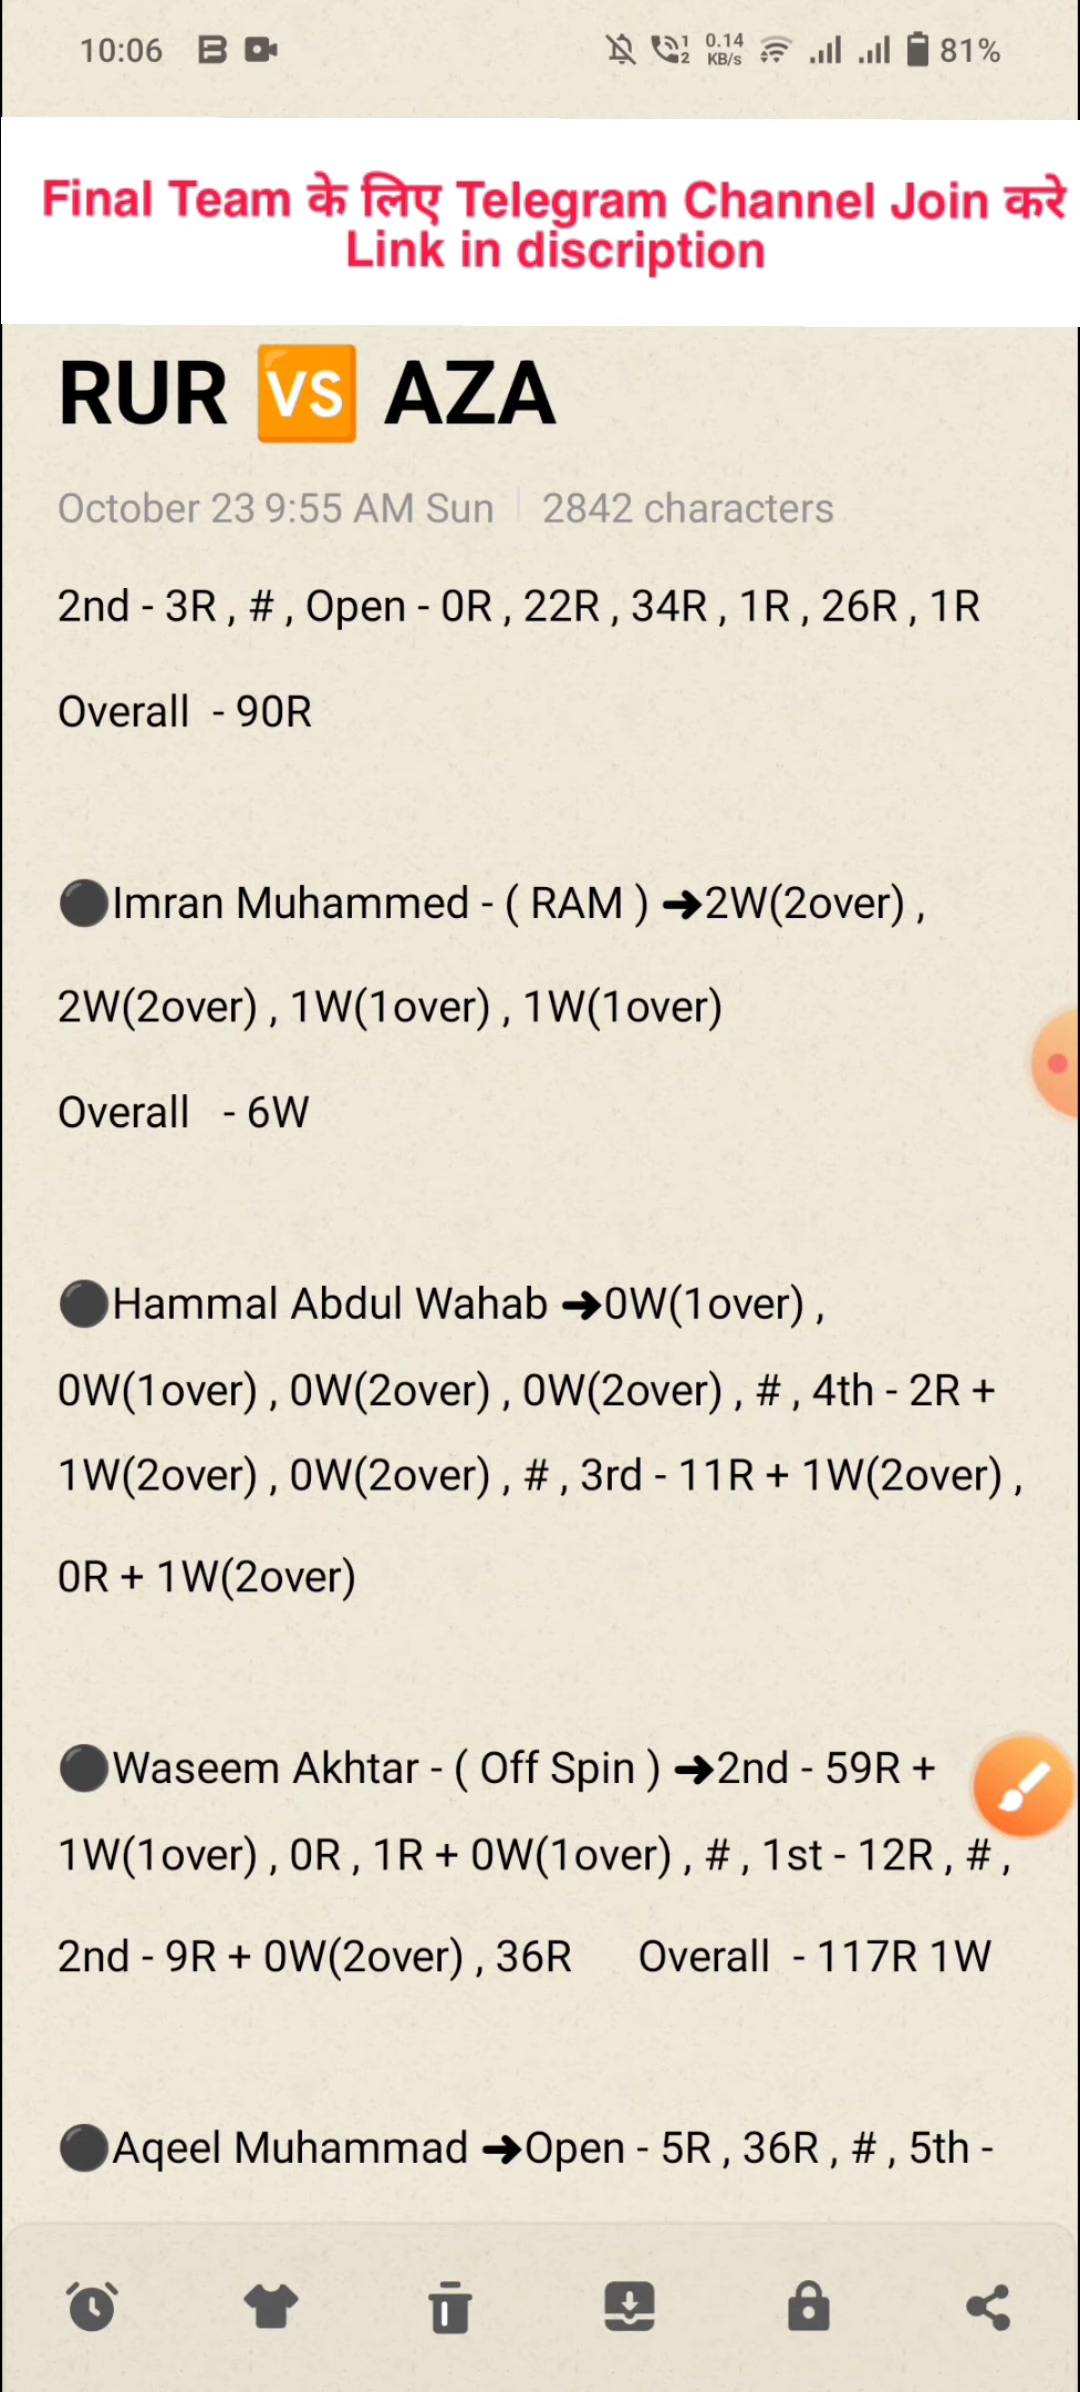 10:06 0.14 KB/s 81%
Final Team के लिए Telegram Channel Join करे
Link in discription
RUR VS AZA
October 23 9:55 AM Sun | 2842 characters
2nd - 3R , # , Open - 0R , 22R , 34R , 1R , 26R , 1R
Overall - 90R
⚫Imran Muhammed - ( RAM ) ➔2W(2over) ,
2W(2over) , 1W(1over) , 1W(1over)
Overall - 6W
⚫Hammal Abdul Wahab ➔0W(1over) ,
0W(1over) , 0W(2over) , 0W(2over) , # , 4th - 2R +
1W(2over) , 0W(2over) , # , 3rd - 11R + 1W(2over) ,
0R + 1W(2over)
⚫Waseem Akhtar - ( Off Spin ) ➔2nd - 59R +
1W(1over) , 0R , 1R + 0W(1over) , # , 1st - 12R , # ,
2nd - 9R + 0W(2over) , 36R Overall - 117R 1W
⚫Aqeel Muhammad ➔Open - 5R , 36R , # , 5th -